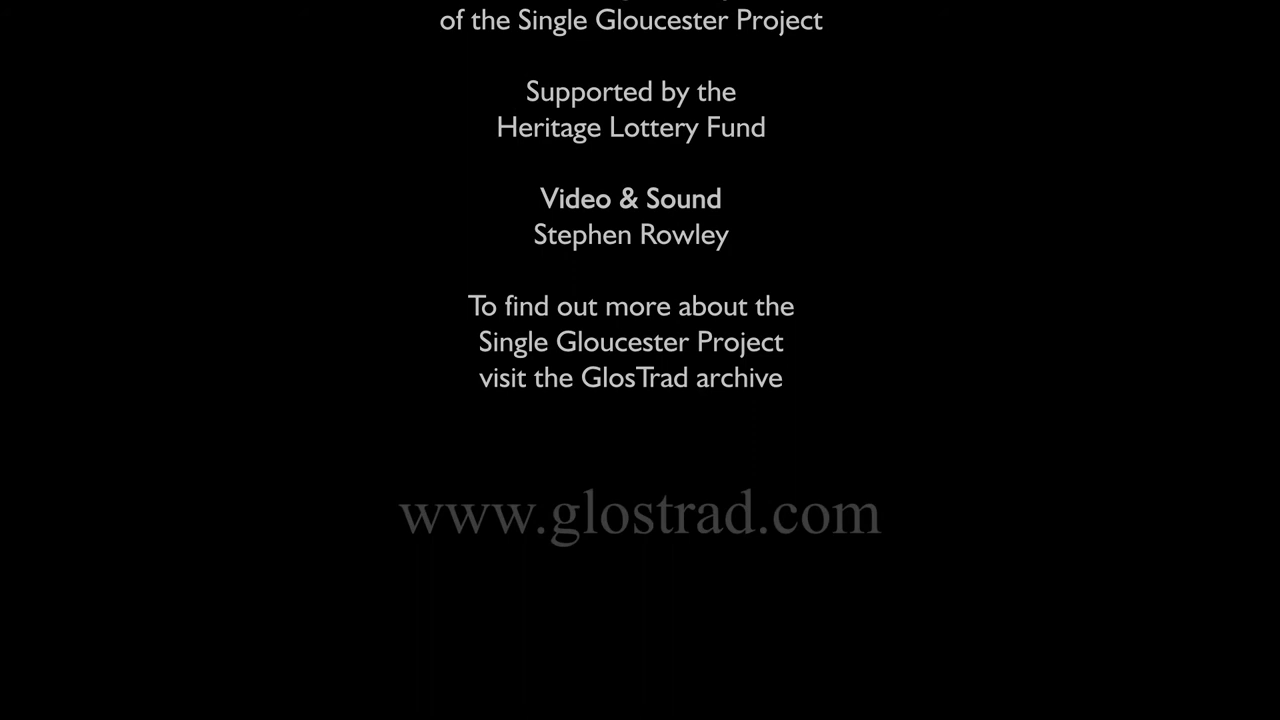 of the Single Gloucester Project
Supported by the
Heritage Lottery Fund
Video & Sound
Stephen Rowley
To find out more about the
Single Gloucester Project
visit the GlosTrad archive
www.glostrad.com